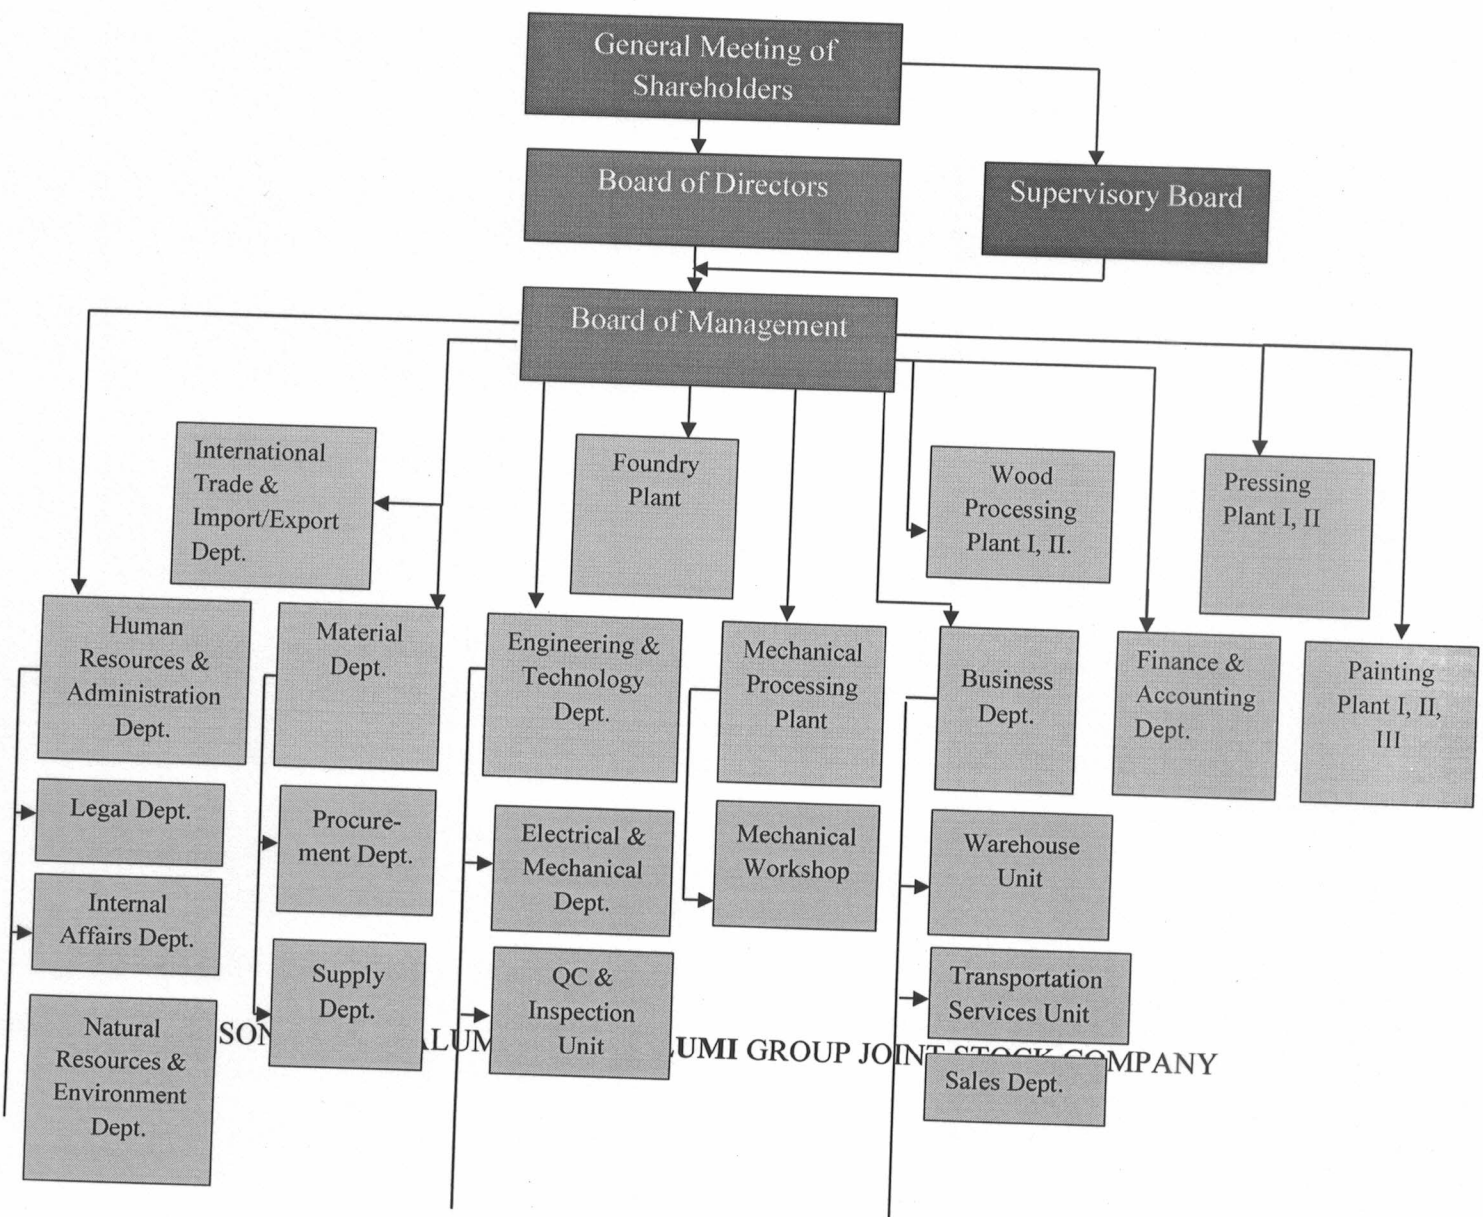 General Meeting of
Shareholders
Board of Directors
Supervisory Board
Board of Management
International
Trade &
Import/Export
Dept.
Foundry
Plant
Wood
Processing
Plant I, II.
Pressing
Plant I, II
Human
Resources &
Administration
Dept.
Material
Dept.
Engineering &
Technology
Dept.
Mechanical
Processing
Plant
Business
Dept.
Finance &
Accounting
Dept.
Painting
Plant I, II,
III
Legal Dept.
Procure-
ment Dept.
Electrical &
Mechanical
Dept.
Mechanical
Workshop
Warehouse
Unit
Internal
Affairs Dept.
Supply
Dept.
QC &
Inspection
Unit
Transportation
Services Unit
Natural
Resources &
Environment
Dept.
GROUP JOINT STOCK COMPANY
Sales Dept.